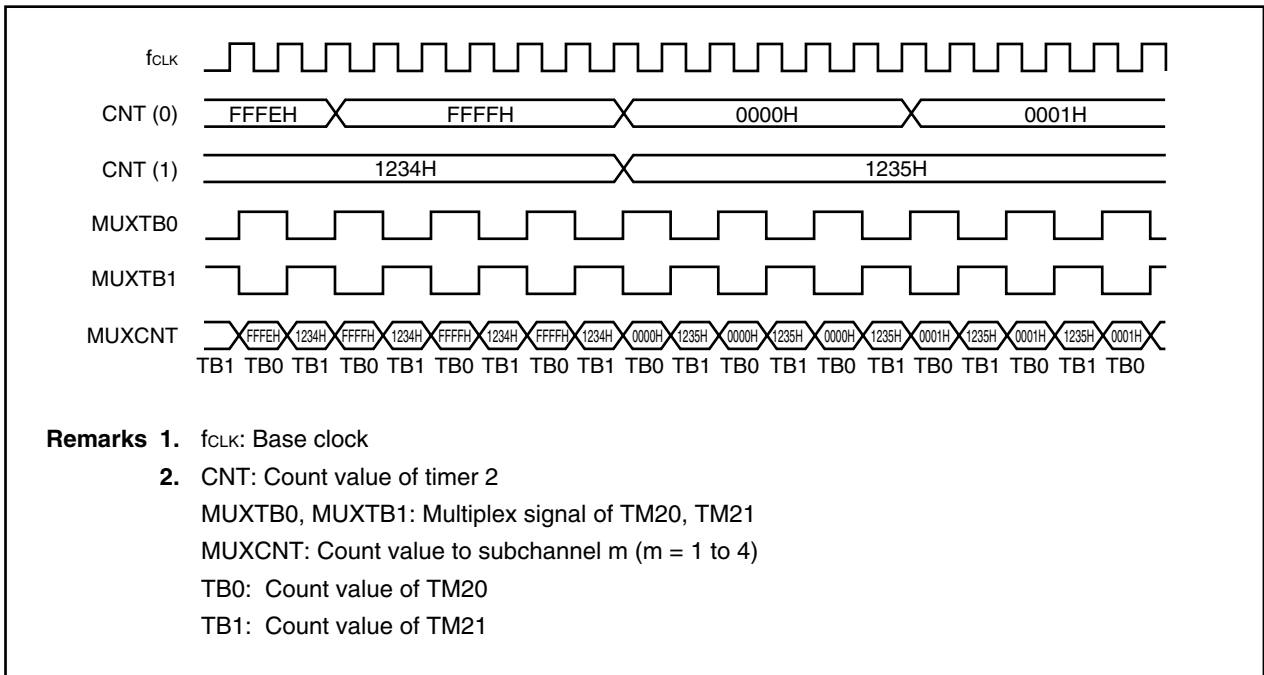 fCLK
CNT (0) FFFEH FFFFH 0000H 0001H
CNT (1) 1234H 1235H
MUXTB0
MUXTB1
MUXCNT FFFEH 1234H FFFFH 1234H FFFFH 1234H FFFFH 1234H 0000H 1235H 0000H 1235H 0000H 1235H 0001H 1235H 0001H 1235H 0001H
TB1 TB0 TB1 TB0 TB1 TB0 TB1 TB0 TB1 TB0 TB1 TB0 TB1 TB0 TB1 TB0 TB1 TB0 TB1 TB0
Remarks 1. fCLK: Base clock
2. CNT: Count value of timer 2
MUXTB0, MUXTB1: Multiplex signal of TM20, TM21
MUXCNT: Count value to subchannel m (m = 1 to 4)
TB0: Count value of TM20
TB1: Count value of TM21